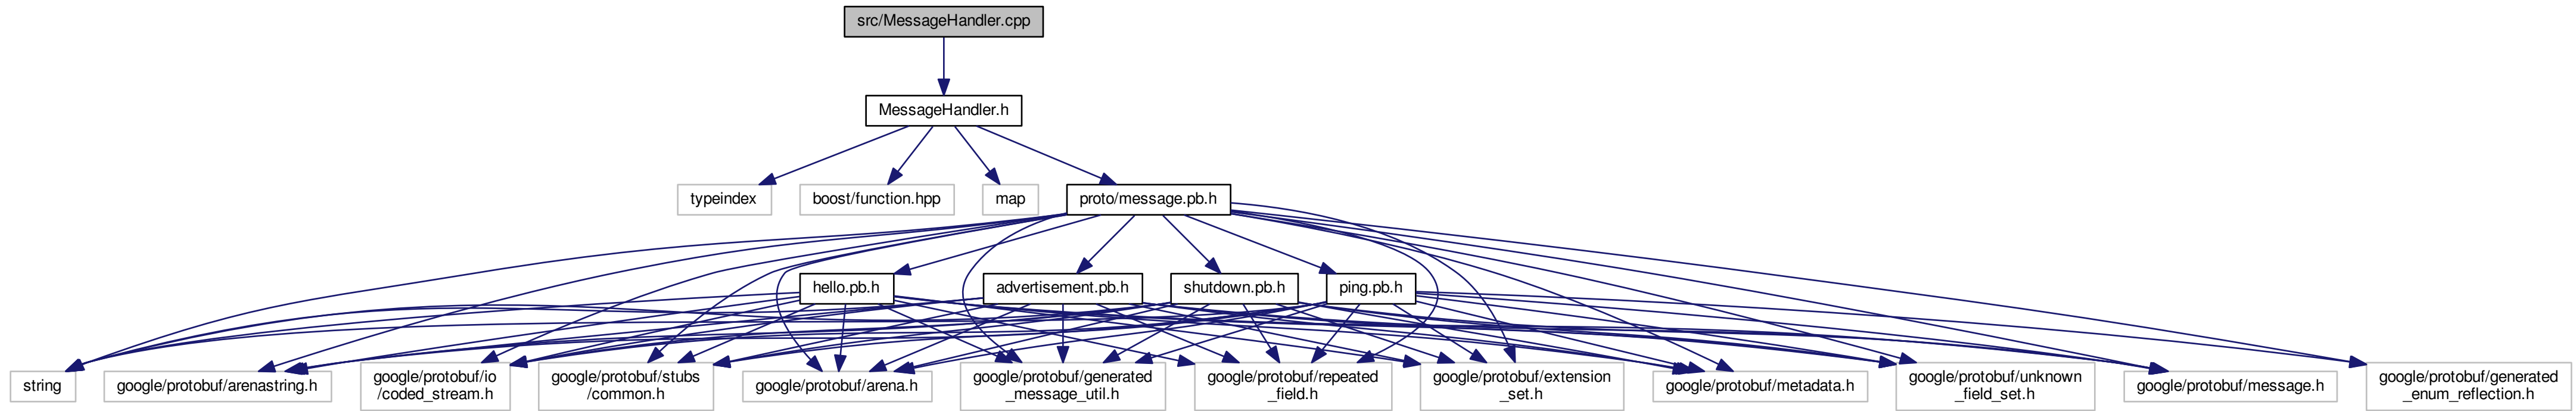 src/MessageHandler.cpp
MessageHandler.h
typeindex
boost/function.hpp
map
proto/message.pb.h
hello.pb.h
advertisement.pb.h
shutdown.pb.h
ping.pb.h
string
google/protobuf/arenastring.h
google/protobuf/io
/coded_stream.h
google/protobuf/stubs
/common.h
google/protobuf/arena.h
google/protobuf/generated
_message_util.h
google/protobuf/repeated
_field.h
google/protobuf/extension
_set.h
google/protobuf/metadata.h
google/protobuf/unknown
_field_set.h
google/protobuf/message.h
google/protobuf/generated
_enum_reflection.h